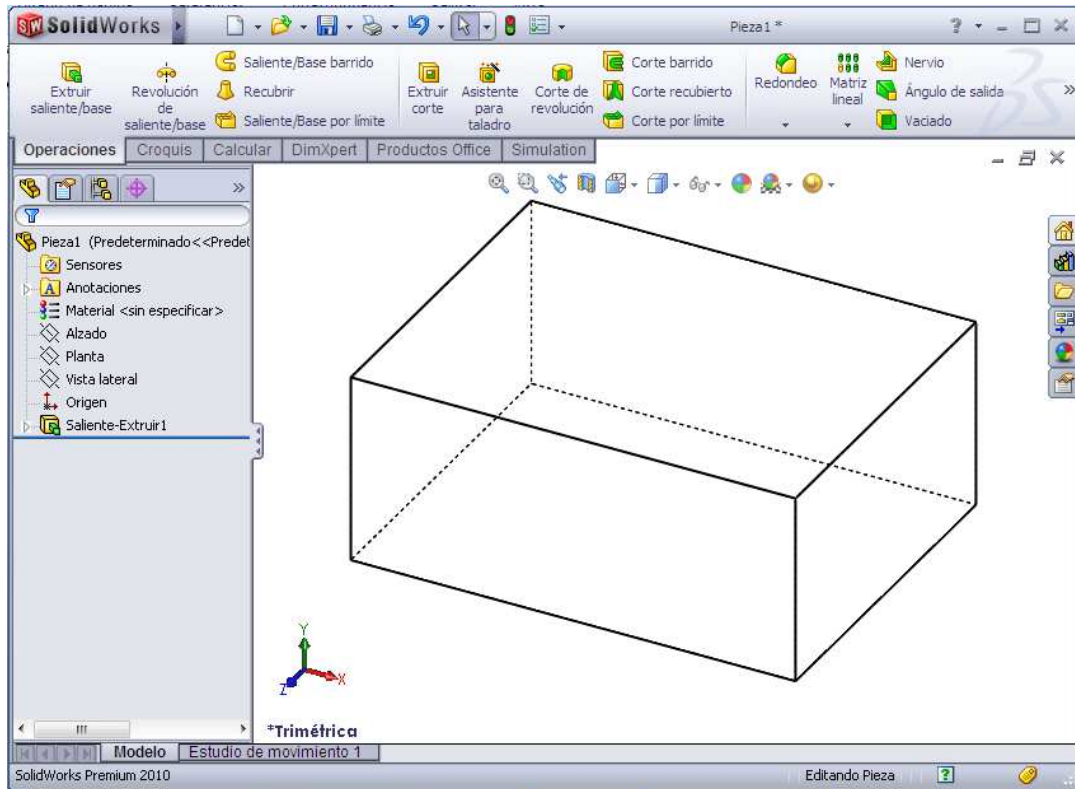 SolidWorks
Pieza1 *
?
Extruir saliente/base
Revolución de saliente/base
Saliente/Base barrido
Recubrir
Saliente/Base por límite
Extruir corte
Asistente para taladro
Corte de revolución
Corte barrido
Corte recubierto
Corte por límite
Redondeo
Matriz lineal
Nervio
Ángulo de salida
Vaciado
Operaciones
Croquis
Calcular
DimXpert
Productos Office
Simulation
Pieza1 (Predeterminado<<Predet
Sensores
A Anotaciones
Material <sin especificar>
Alzado
Planta
Vista lateral
Origen
Saliente-Extruir1
Y
X
Z
*Trimétrica
Modelo
Estudio de movimiento 1
SolidWorks Premium 2010
Editando Pieza
?